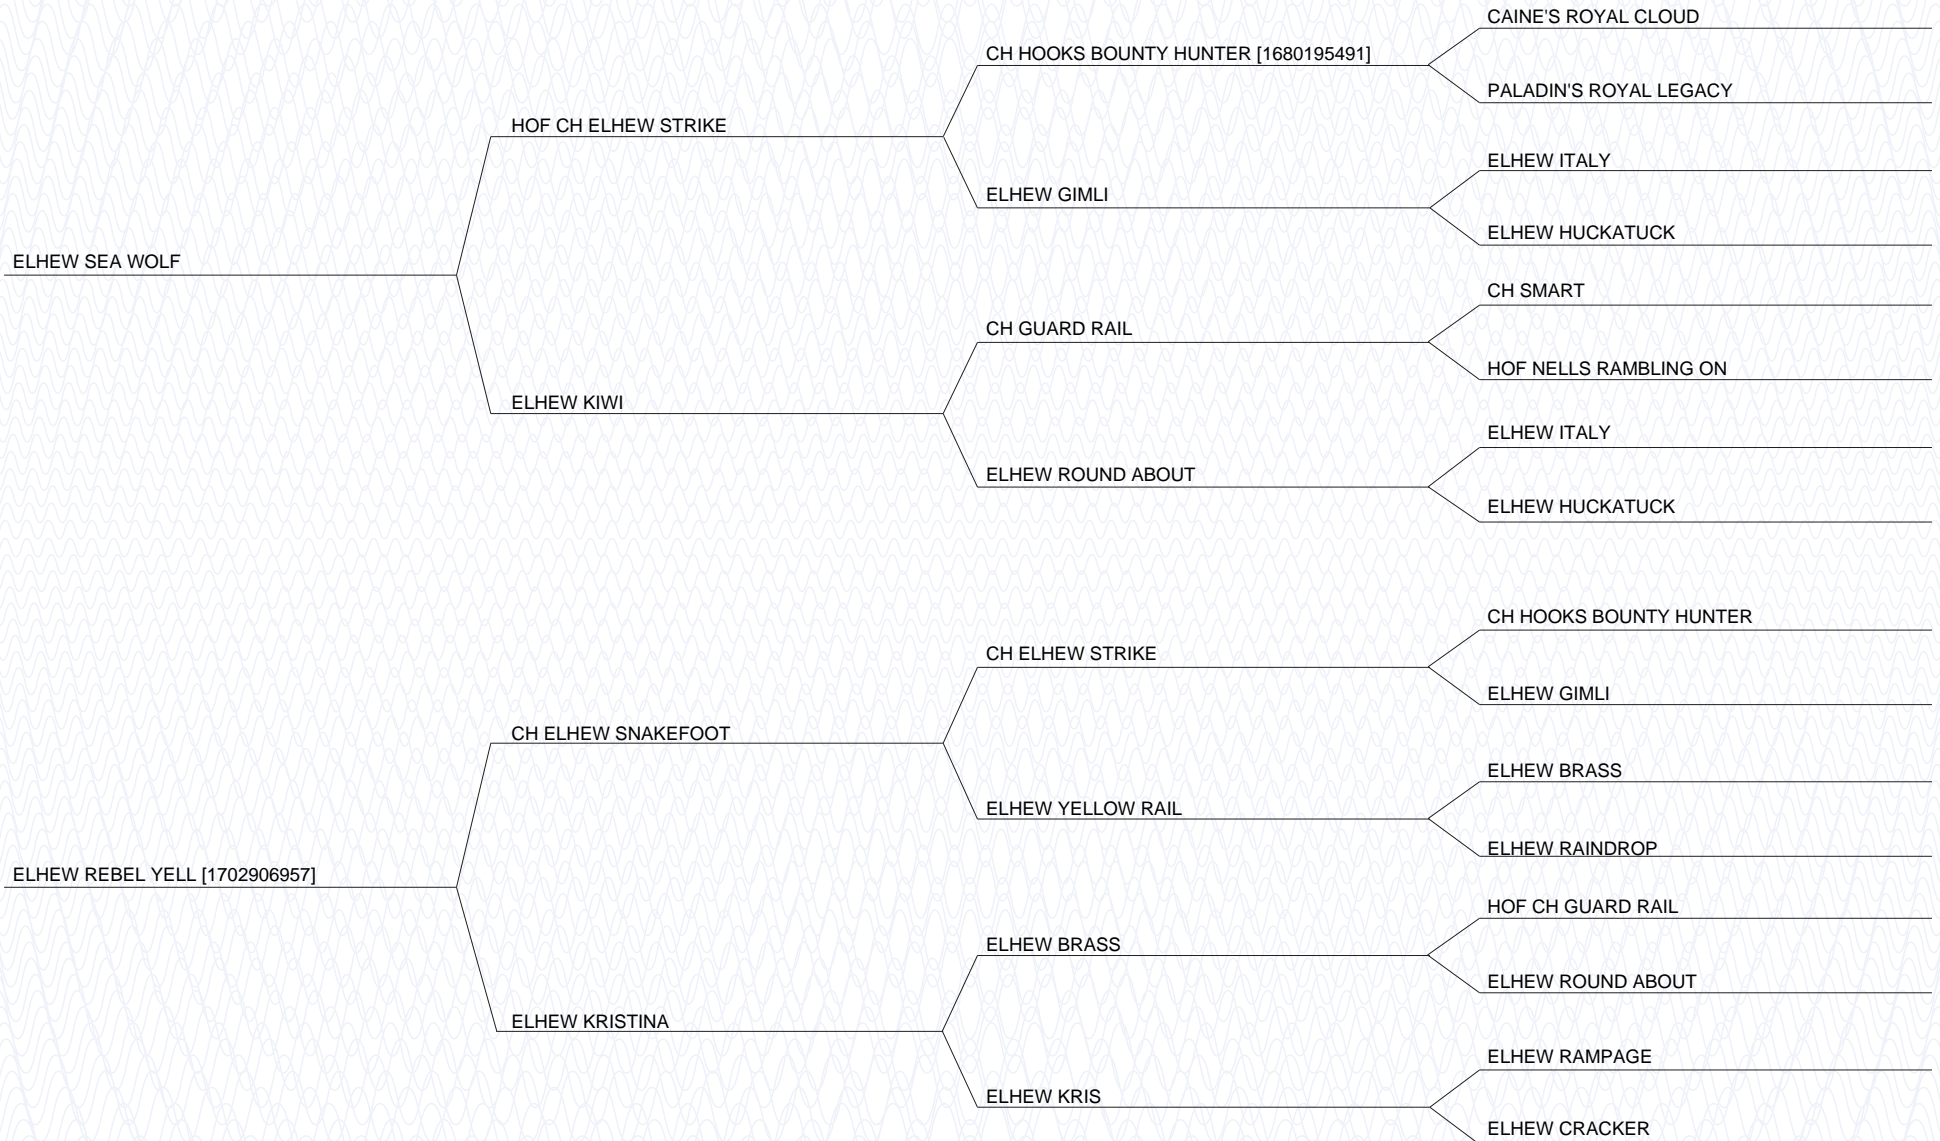 CAINE'S ROYAL CLOUD
CH HOOKS BOUNTY HUNTER [1680195491]
PALADIN'S ROYAL LEGACY
HOF CH ELHEW STRIKE
ELHEW ITALY
ELHEW GIMLI
ELHEW HUCKATUCK
ELHEW SEA WOLF
CH SMART
CH GUARD RAIL
HOF NELLS RAMBLING ON
ELHEW KIWI
ELHEW ITALY
ELHEW ROUND ABOUT
ELHEW HUCKATUCK
CH HOOKS BOUNTY HUNTER
CH ELHEW STRIKE
ELHEW GIMLI
CH ELHEW SNAKEFOOT
ELHEW BRASS
ELHEW YELLOW RAIL
ELHEW RAINDROP
ELHEW REBEL YELL [1702906957]
HOF CH GUARD RAIL
ELHEW BRASS
ELHEW ROUND ABOUT
ELHEW KRISTINA
ELHEW RAMPAGE
ELHEW KRIS
ELHEW CRACKER